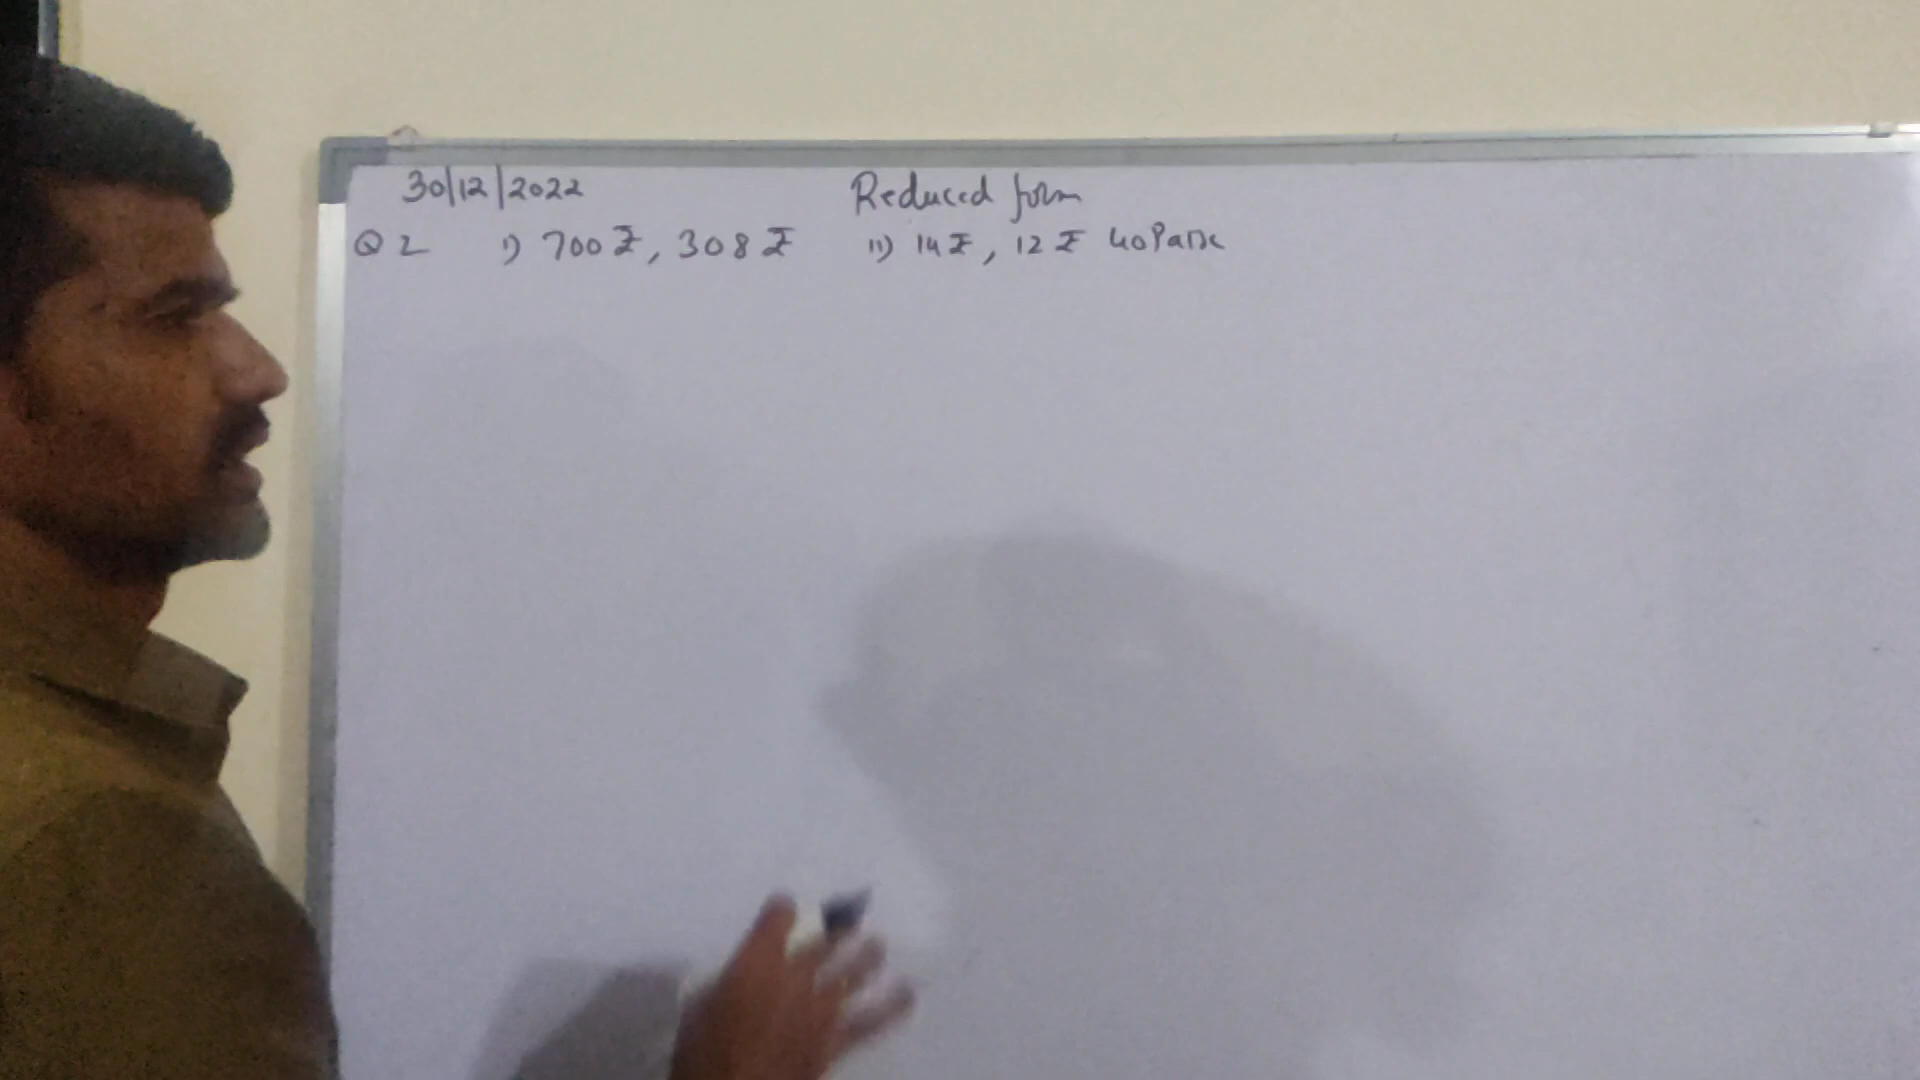 30/12/2022 Reduced form
Q 2 i) 700 ₹, 308 ₹ ii) 14 ₹, 12 ₹ 40 Paise